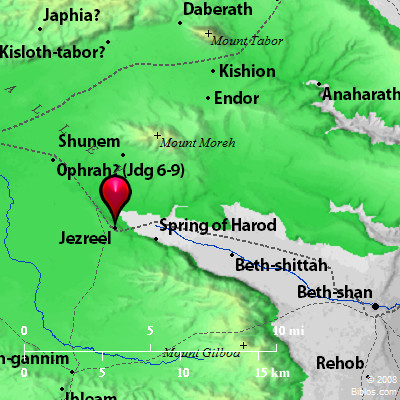 Japhia?
Daberath
Kisloth-tabor?
Mount Tabor
Kishion
Endor
Anaharath
Shunem
Mount Moreh
Ophrah? (Jdg 6-9)
Jezreel
Spring of Harod
Beth-shittah
Beth-shan
0 5 10 mi
Mount Gilboa
n-gannim
0 10 15 km
Rehob
Ibleam
© 2008
Biblos.com